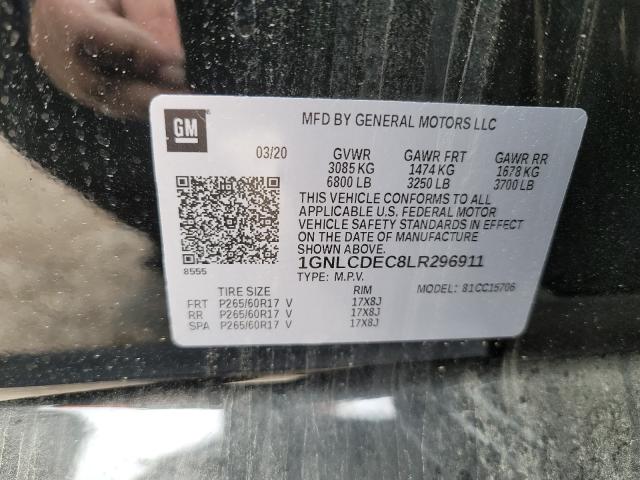 GM
MFD BY GENERAL MOTORS LLC
03/20 GVWR GAWR FRT GAWR RR
3085 KG 1474 KG 1678 KG
6800 LB 3250 LB 3700 LB
THIS VEHICLE CONFORMS TO ALL
APPLICABLE U.S. FEDERAL MOTOR
VEHICLE SAFETY STANDARDS IN EFFECT
ON THE DATE OF MANUFACTURE
SHOWN ABOVE.
8555
1GNLCDEC8LR296911
TYPE: M.P.V. MODEL: 81CC15706
TIRE SIZE RIM
FRT P265/60R17 V 17X8J
RR P265/60R17 V 17X8J
SPA P265/60R17 V 17X8J